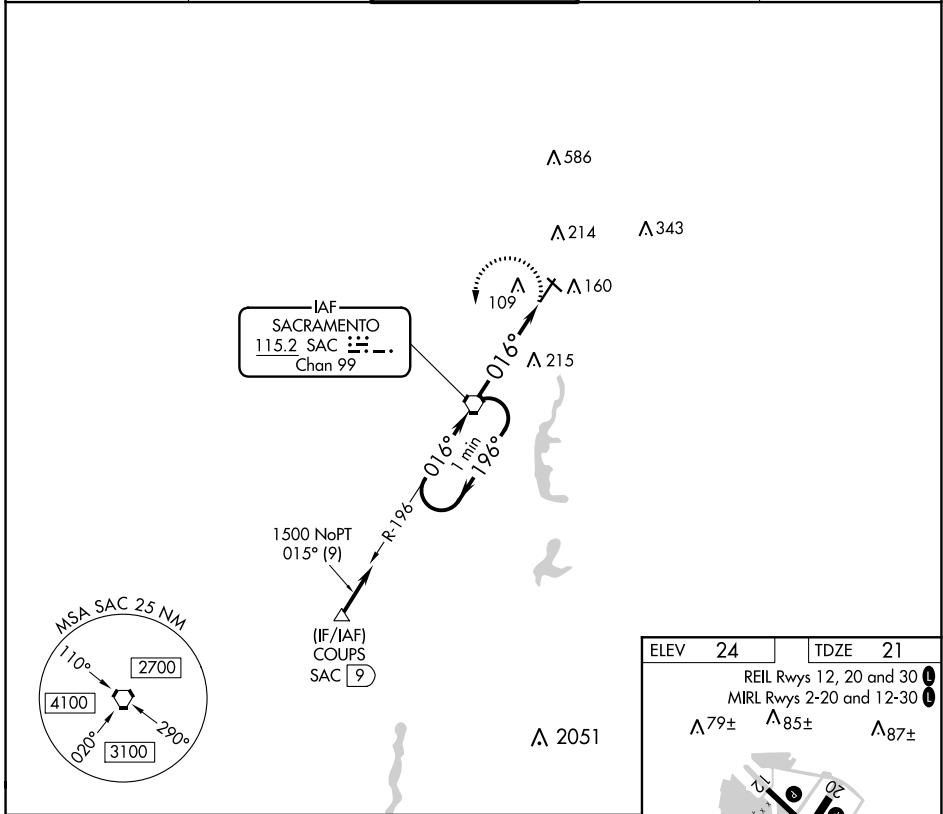 586
214
343
109
160
IAF
SACRAMENTO
115.2 SAC
Chan 99
016°
215
016°
1 min
196°
R-196
1500 NoPT
015° (9)
(IF/IAF)
COUPS
SAC 9
MSA SAC 25 NM
110°
2700
4100
020°
290°
3100
2051
ELEV 24 TDZE 21
REIL Rwys 12, 20 and 30 L
MIRL Rwys 2-20 and 12-30 L
79±
85±
87±
12
P
20